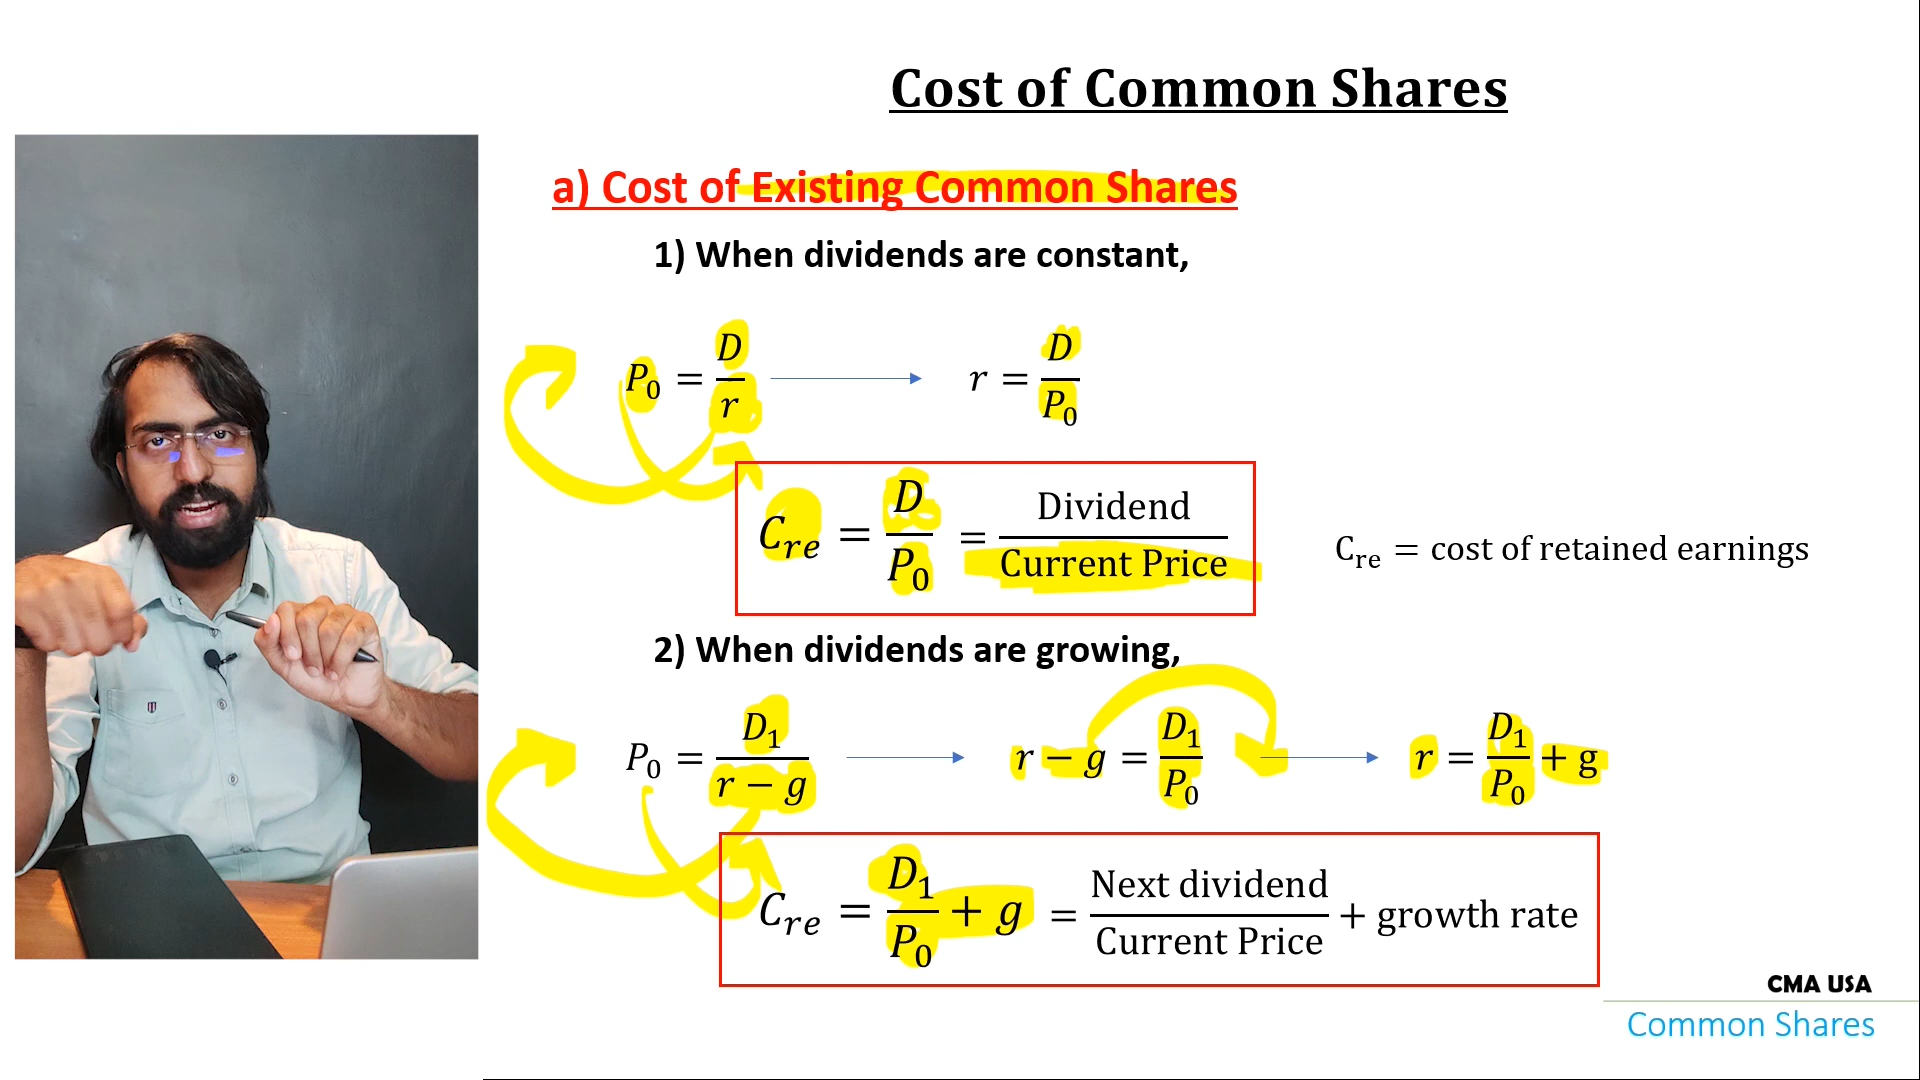 Cost of Common Shares
a) Cost of Existing Common Shares
1) When dividends are constant,
P₀ = D/r → r = D/P₀
C_re = D/P₀ = Dividend/Current Price
C_re = cost of retained earnings
2) When dividends are growing,
P₀ = D₁/(r − g) → r − g = D₁/P₀ → r = D₁/P₀ + g
C_re = D₁/P₀ + g = Next dividend/Current Price + growth rate
CMA USA
Common Shares